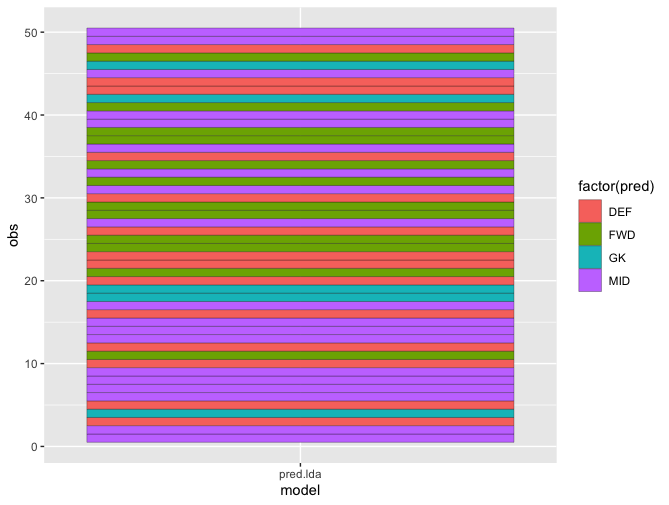 50
40
30
20
10
0
obs
pred.lda
model
factor(pred)
DEF
FWD
GK
MID